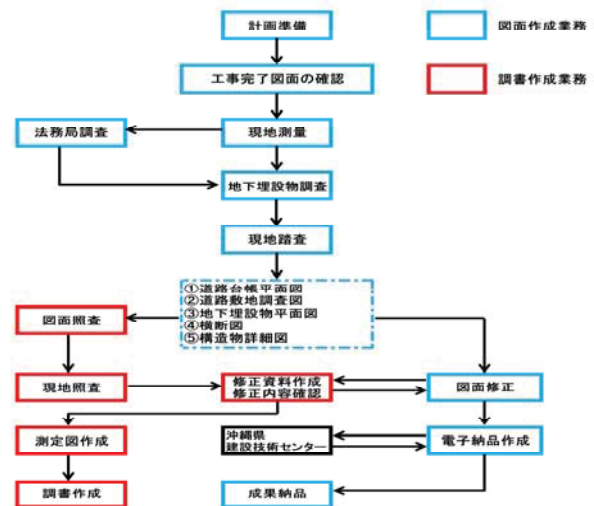 計画準備
図面作成業務
工事完了図面の確認
調書作成業務
法務局調査
現地測量
地下埋設物調査
現地踏査
①道路台帳平面図
②道路敷地調査図
③地下埋設物平面図
④横断図
⑤構造物詳細図
図面照査
現地照査
修正資料作成
修正内容確認
図面修正
測定図作成
沖縄県
建設技術センター
電子納品作成
調書作成
成果納品